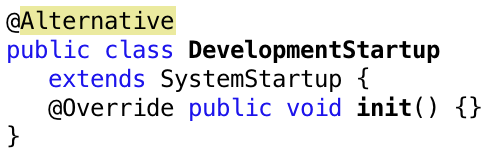 @Alternative
public class DevelopmentStartup
   extends SystemStartup {
   @Override public void init() {}
}